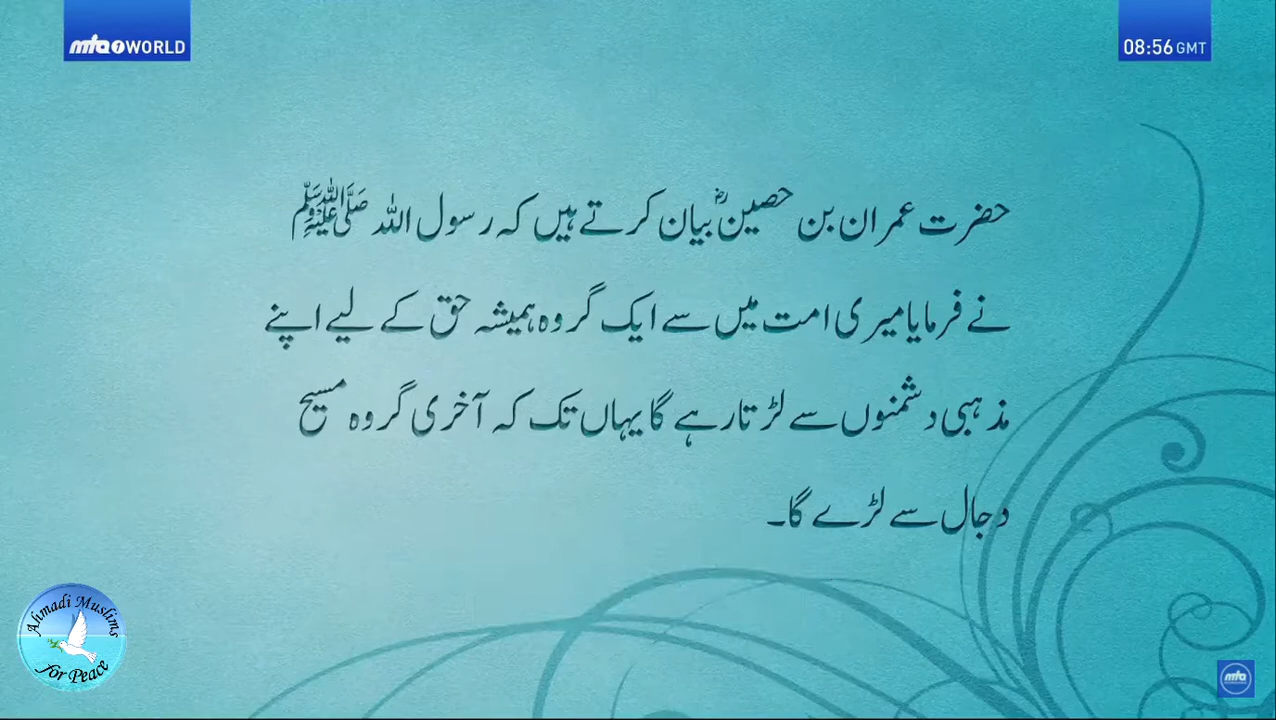 mta1WORLD
08:56 GMT
حضرت عمران بن حصینؓ بیان کرتے ہیں کہ رسول اللہ ﷺ
نے فرمایا میری امت میں سے ایک گروہ ہمیشہ حق کے لیے اپنے
مذہبی دشمنوں سے لڑتا رہے گا یہاں تک کہ آخری گروہ مسیح
دجال سے لڑے گا۔
Ahmadi Muslims
for Peace
mta